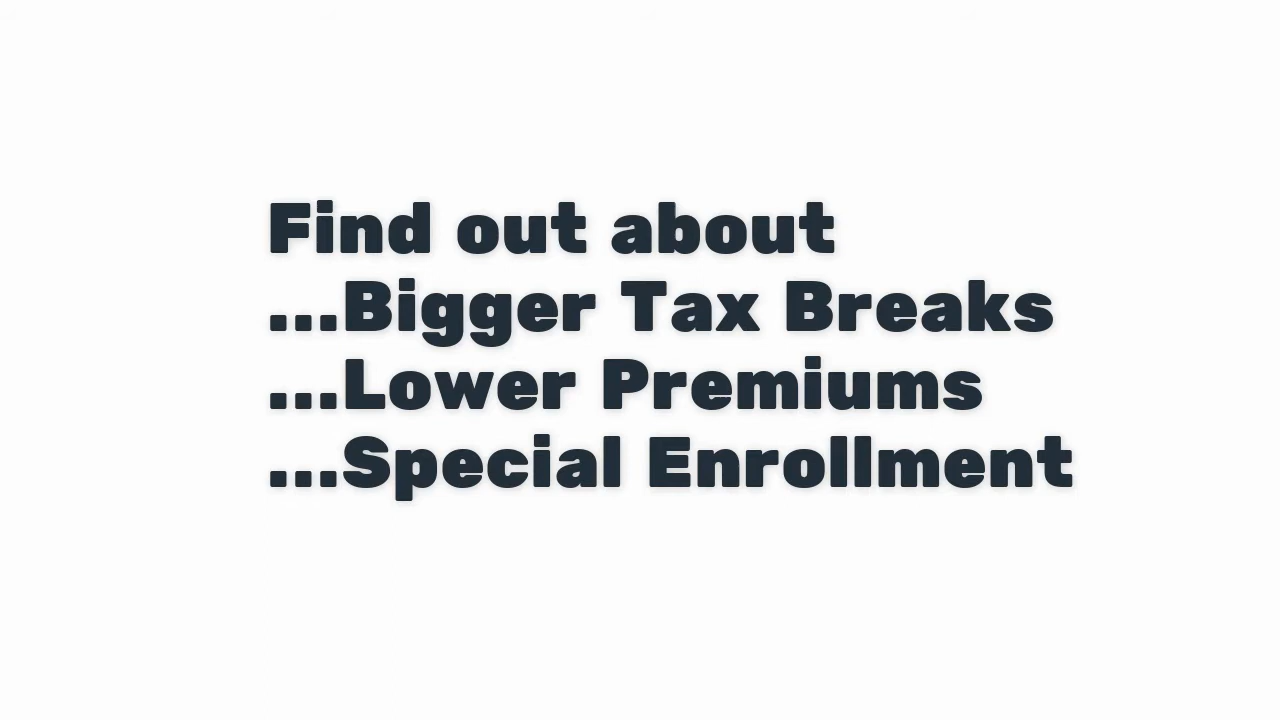 Find out about
...Bigger Tax Breaks
...Lower Premiums
...Special Enrollment